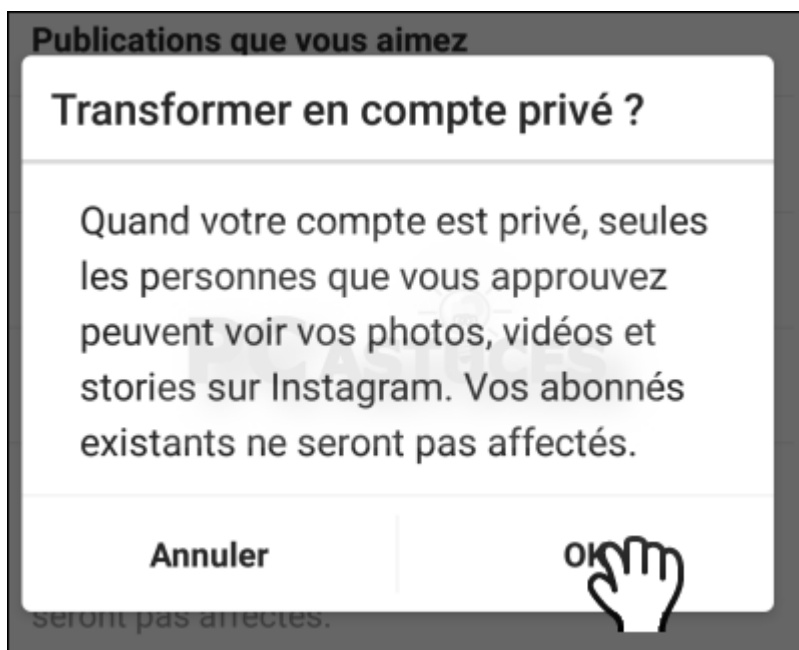 Publications que vous aimez
Transformer en compte privé ?
Quand votre compte est privé, seules
les personnes que vous approuvez
peuvent voir vos photos, vidéos et
stories sur Instagram. Vos abonnés
existants ne seront pas affectés.
PC ASTUCES
Annuler
OK
seront pas affectés.